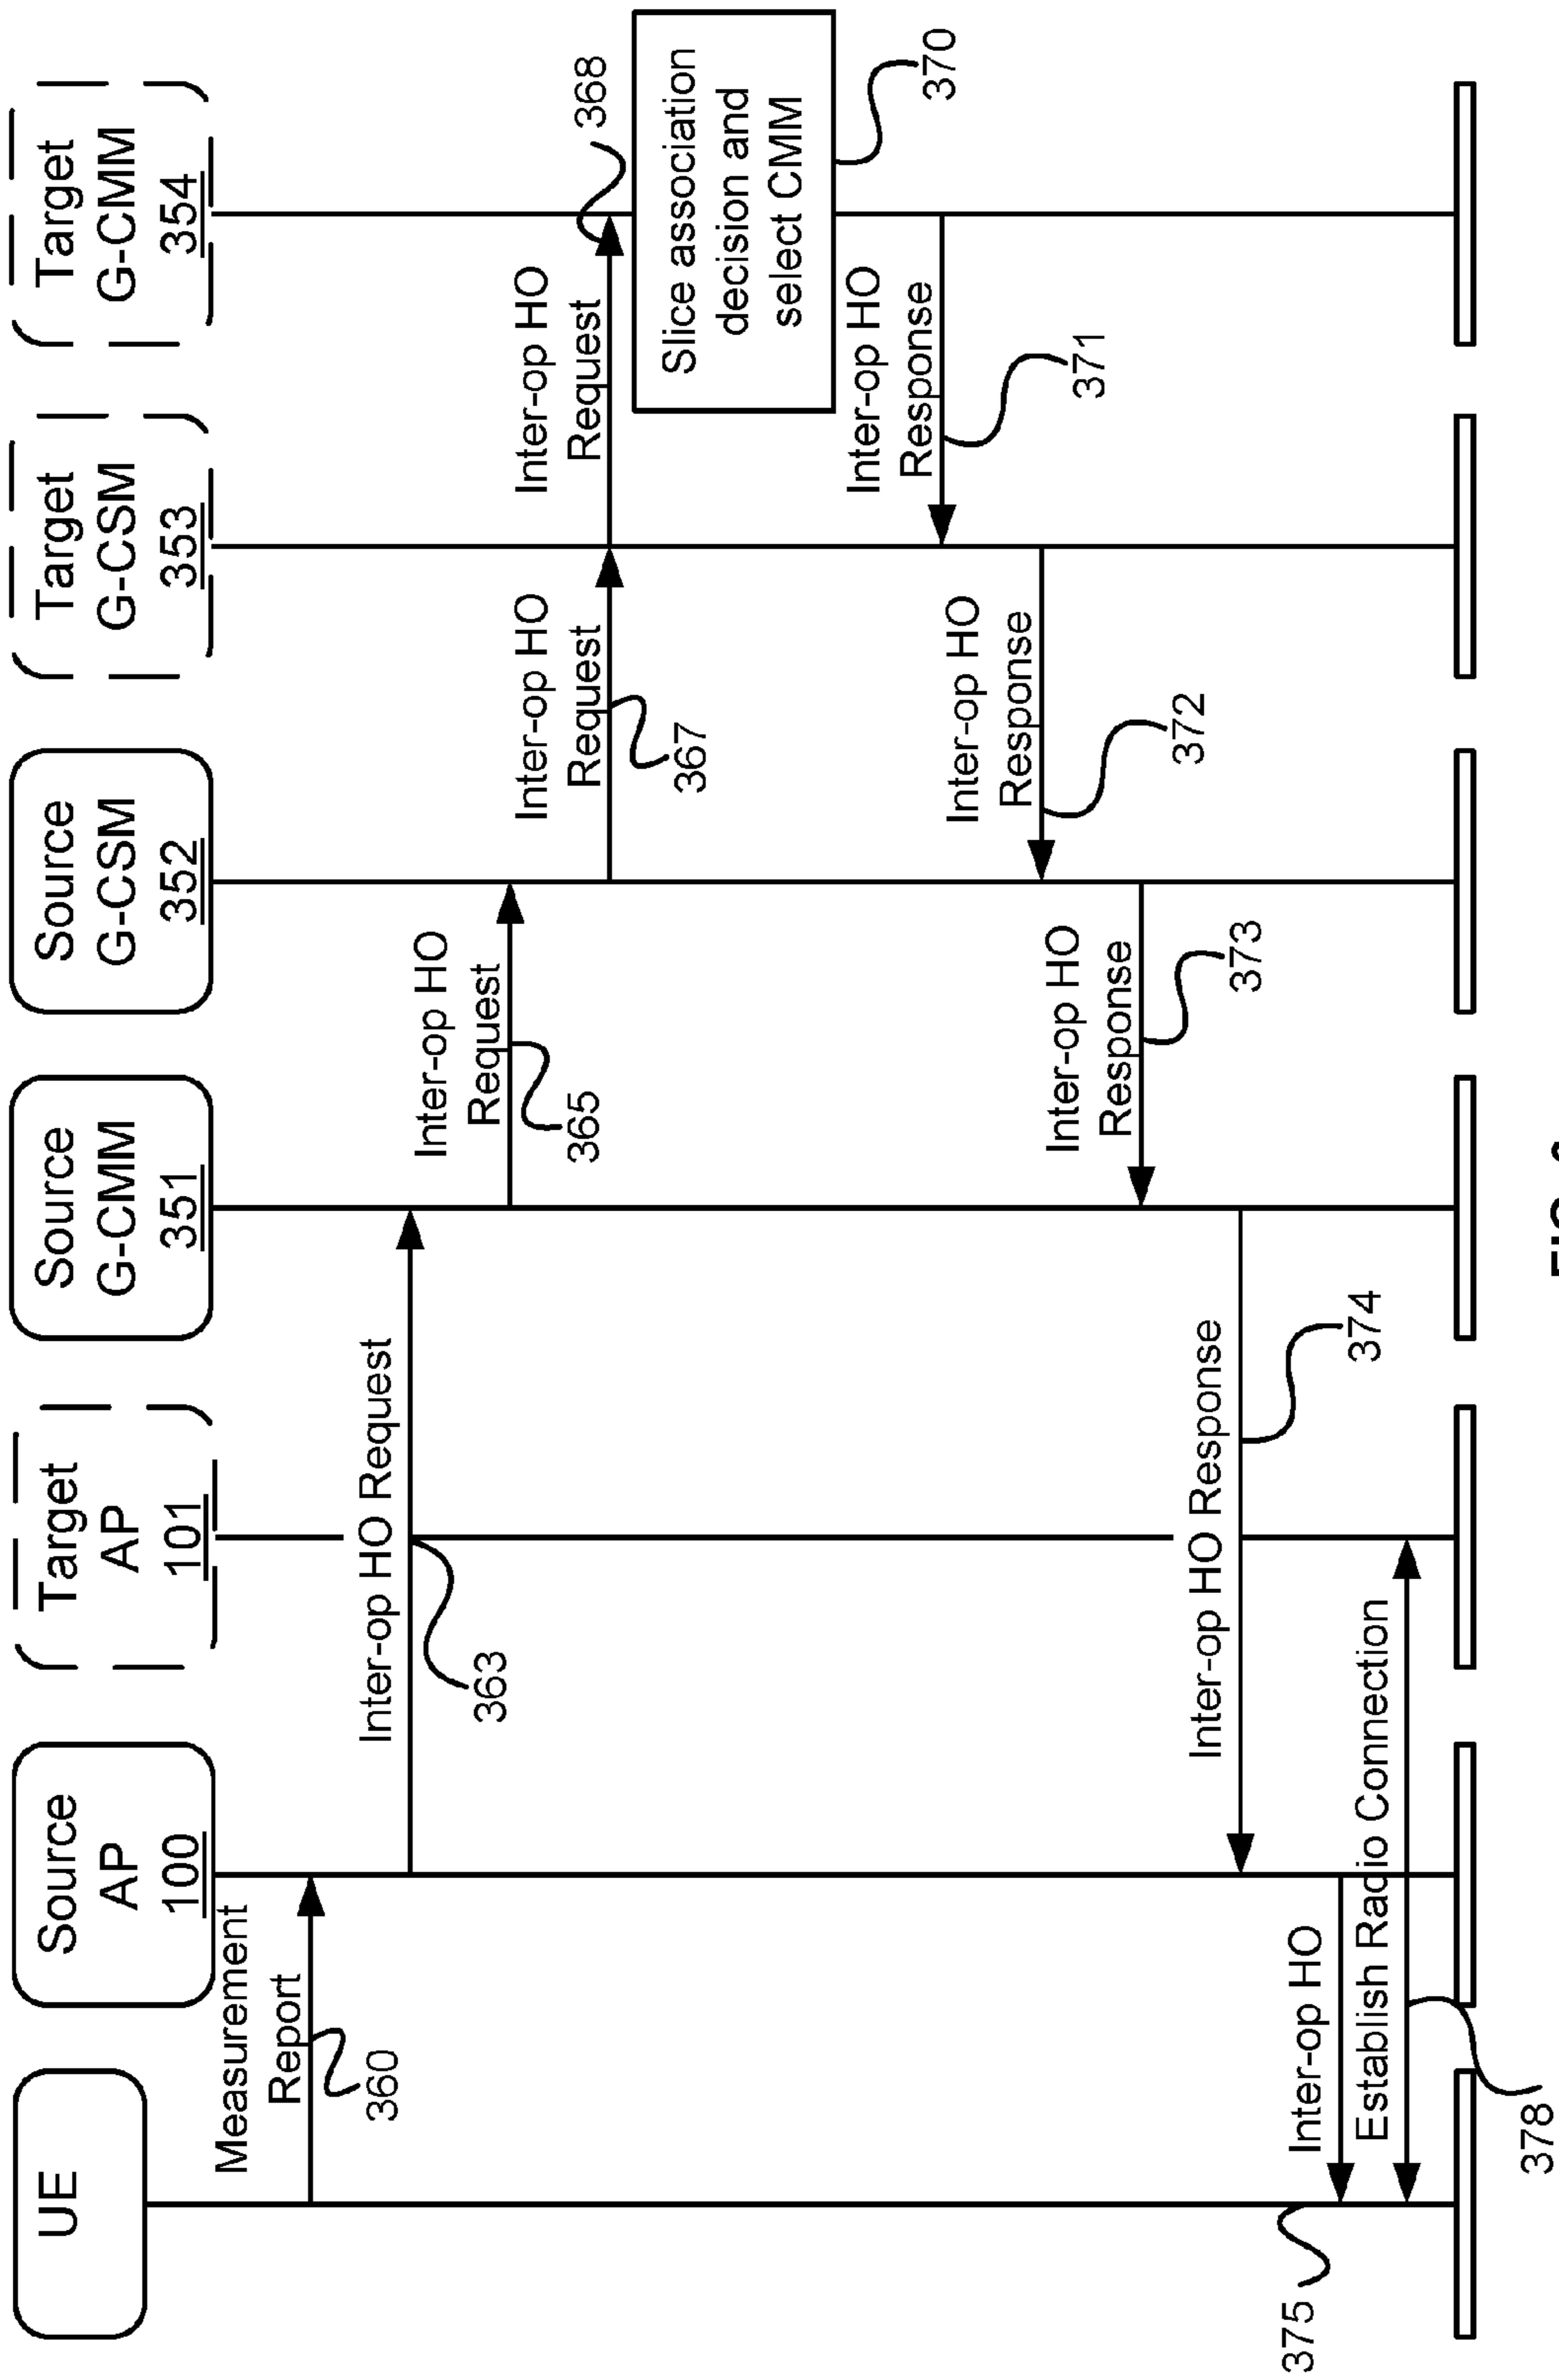 UE
Source
AP
100
Target
AP
101
Source
G-CMM
351
Source
G-CSM
352
Target
G-CSM
353
Target
G-CMM
354
Measurement
Report
360
Inter-op HO Request
363
Inter-op HO
Request
365
Inter-op HO
Request
367
Inter-op HO
Request
368
Slice association
decision and
select CMM
370
Inter-op HO
Response
371
Inter-op HO
Response
372
Inter-op HO
Response
373
Inter-op HO Response
374
Inter-op HO
375
Establish Radio Connection
378